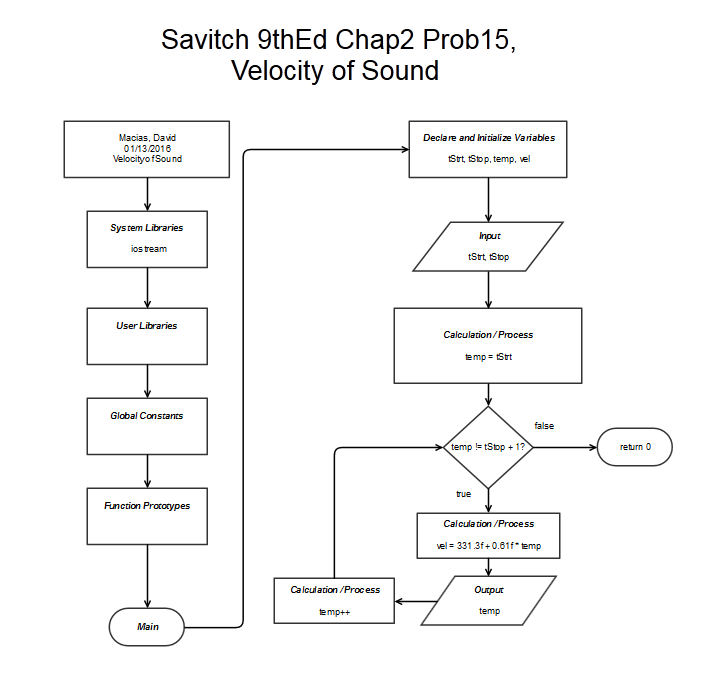 Savitch 9thEd Chap2 Prob15,
Velocity of Sound
Macias, David
01/13/2016
Velocity of Sound
System Libraries
iostream
User Libraries
Global Constants
Function Prototypes
Main
Declare and Initialize Variables
tStrt, tStop, temp, vel
Input
tStrt, tStop
Calculation / Process
temp = tStrt
temp != tStop + 1?
false
return 0
true
Calculation / Process
vel = 331.3f + 0.61f * temp
Output
temp
Calculation / Process
temp++